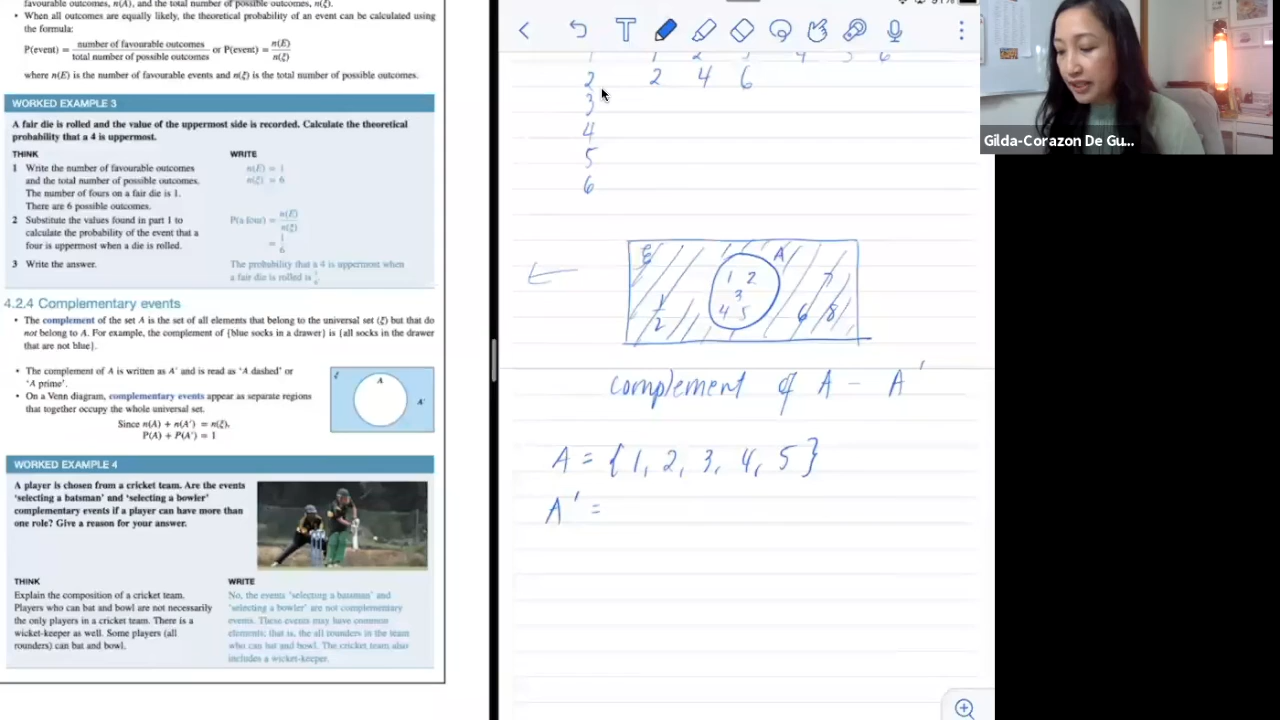 favourable outcomes, n(A), and the total number of possible outcomes, n(ξ).
• When all outcomes are equally likely, the theoretical probability of an event can be calculated using
the formula:
P(event) = number of favourable outcomes / total number of possible outcomes or P(event) = n(E) / n(ξ)
where n(E) is the number of favourable events and n(ξ) is the total number of possible outcomes.
WORKED EXAMPLE 3
A fair die is rolled and the value of the uppermost side is recorded. Calculate the theoretical
probability that a 4 is uppermost.
THINK
1 Write the number of favourable outcomes
and the total number of possible outcomes.
The number of fours on a fair die is 1.
There are 6 possible outcomes.
2 Substitute the values found in part 1 to
calculate the probability of the event that a
four is uppermost when a die is rolled.
3 Write the answer.
WRITE
n(E) = 1
n(ξ) = 6
P(a four) = n(E) / n(ξ)
= 1 / 6
The probability that a 4 is uppermost when
a fair die is rolled is 1/6.
4.2.4 Complementary events
• The complement of the set A is the set of all elements that belong to the universal set (ξ) but that do
not belong to A. For example, the complement of {blue socks in a drawer} is {all socks in the drawer
that are not blue}.
• The complement of A is written as A′ and is read as 'A dashed' or
'A prime'.
• On a Venn diagram, complementary events appear as separate regions
that together occupy the whole universal set.
Since n(A) + n(A′) = n(ξ),
P(A) + P(A′) = 1
ξ
A
A′
WORKED EXAMPLE 4
A player is chosen from a cricket team. Are the events
'selecting a batsman' and 'selecting a bowler'
complementary events if a player can have more than
one role? Give a reason for your answer.
THINK
Explain the composition of a cricket team.
Players who can bat and bowl are not necessarily
the only players in a cricket team. There is a
wicket-keeper as well. Some players (all
rounders) can bat and bowl.
WRITE
No, the events 'selecting a batsman' and
'selecting a bowler' are not complementary
events. These events may have common
elements; that is, the all rounders in the team
who can bat and bowl. The cricket team also
includes a wicket-keeper.
T
1 1 2 3 4 5 6
2 2 4 6
3
4
5
6
ξ A
1 2 7
3
4 5 6 8
complement of A - A′
A = {1, 2, 3, 4, 5}
A′ =
91%
Gilda-Corazon De Gu...